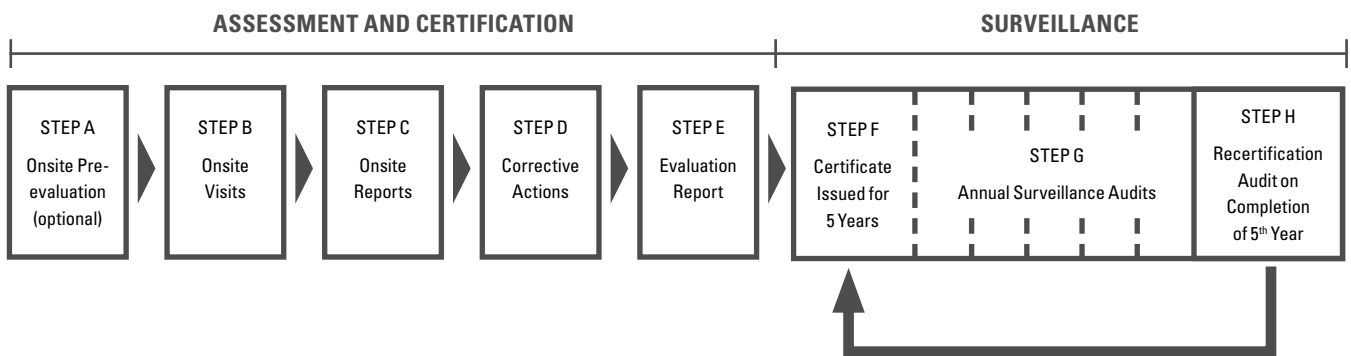 ASSESSMENT AND CERTIFICATION
SURVEILLANCE
STEP A
Onsite Pre-
evaluation
(optional)
STEP B
Onsite
Visits
STEP C
Onsite
Reports
STEP D
Corrective
Actions
STEP E
Evaluation
Report
STEP F
Certificate
Issued for
5 Years
STEP G
Annual Surveillance Audits
STEP H
Recertification
Audit on
Completion
of 5th Year